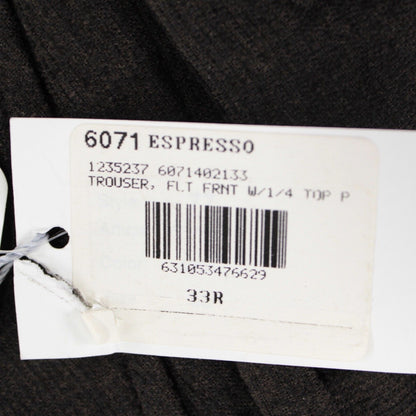 6071 ESPRESSO
1235237 6071402133
TROUSER, FLT FRNT W/1/4 TOP P
631053476629
33R